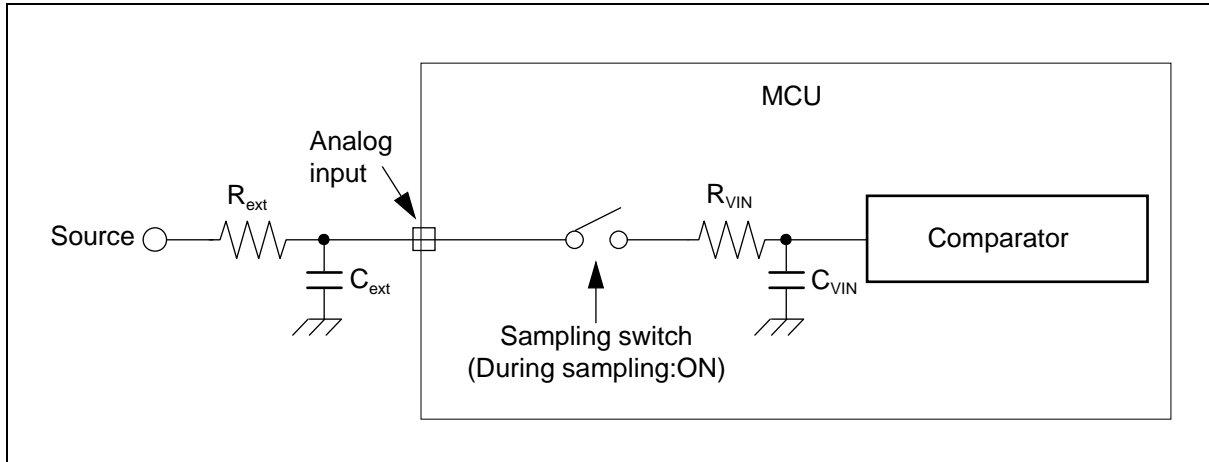 MCU
Analog
input
R_ext
R_VIN
Source
Comparator
C_ext
C_VIN
Sampling switch
(During sampling:ON)